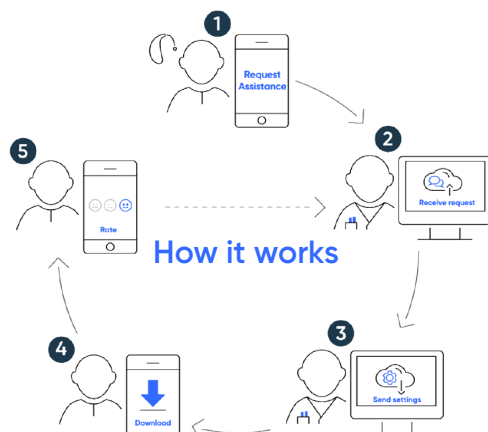 1
Request
Assistance
2
Receive request
5
Rate
How it works
3
Send settings
4
Download